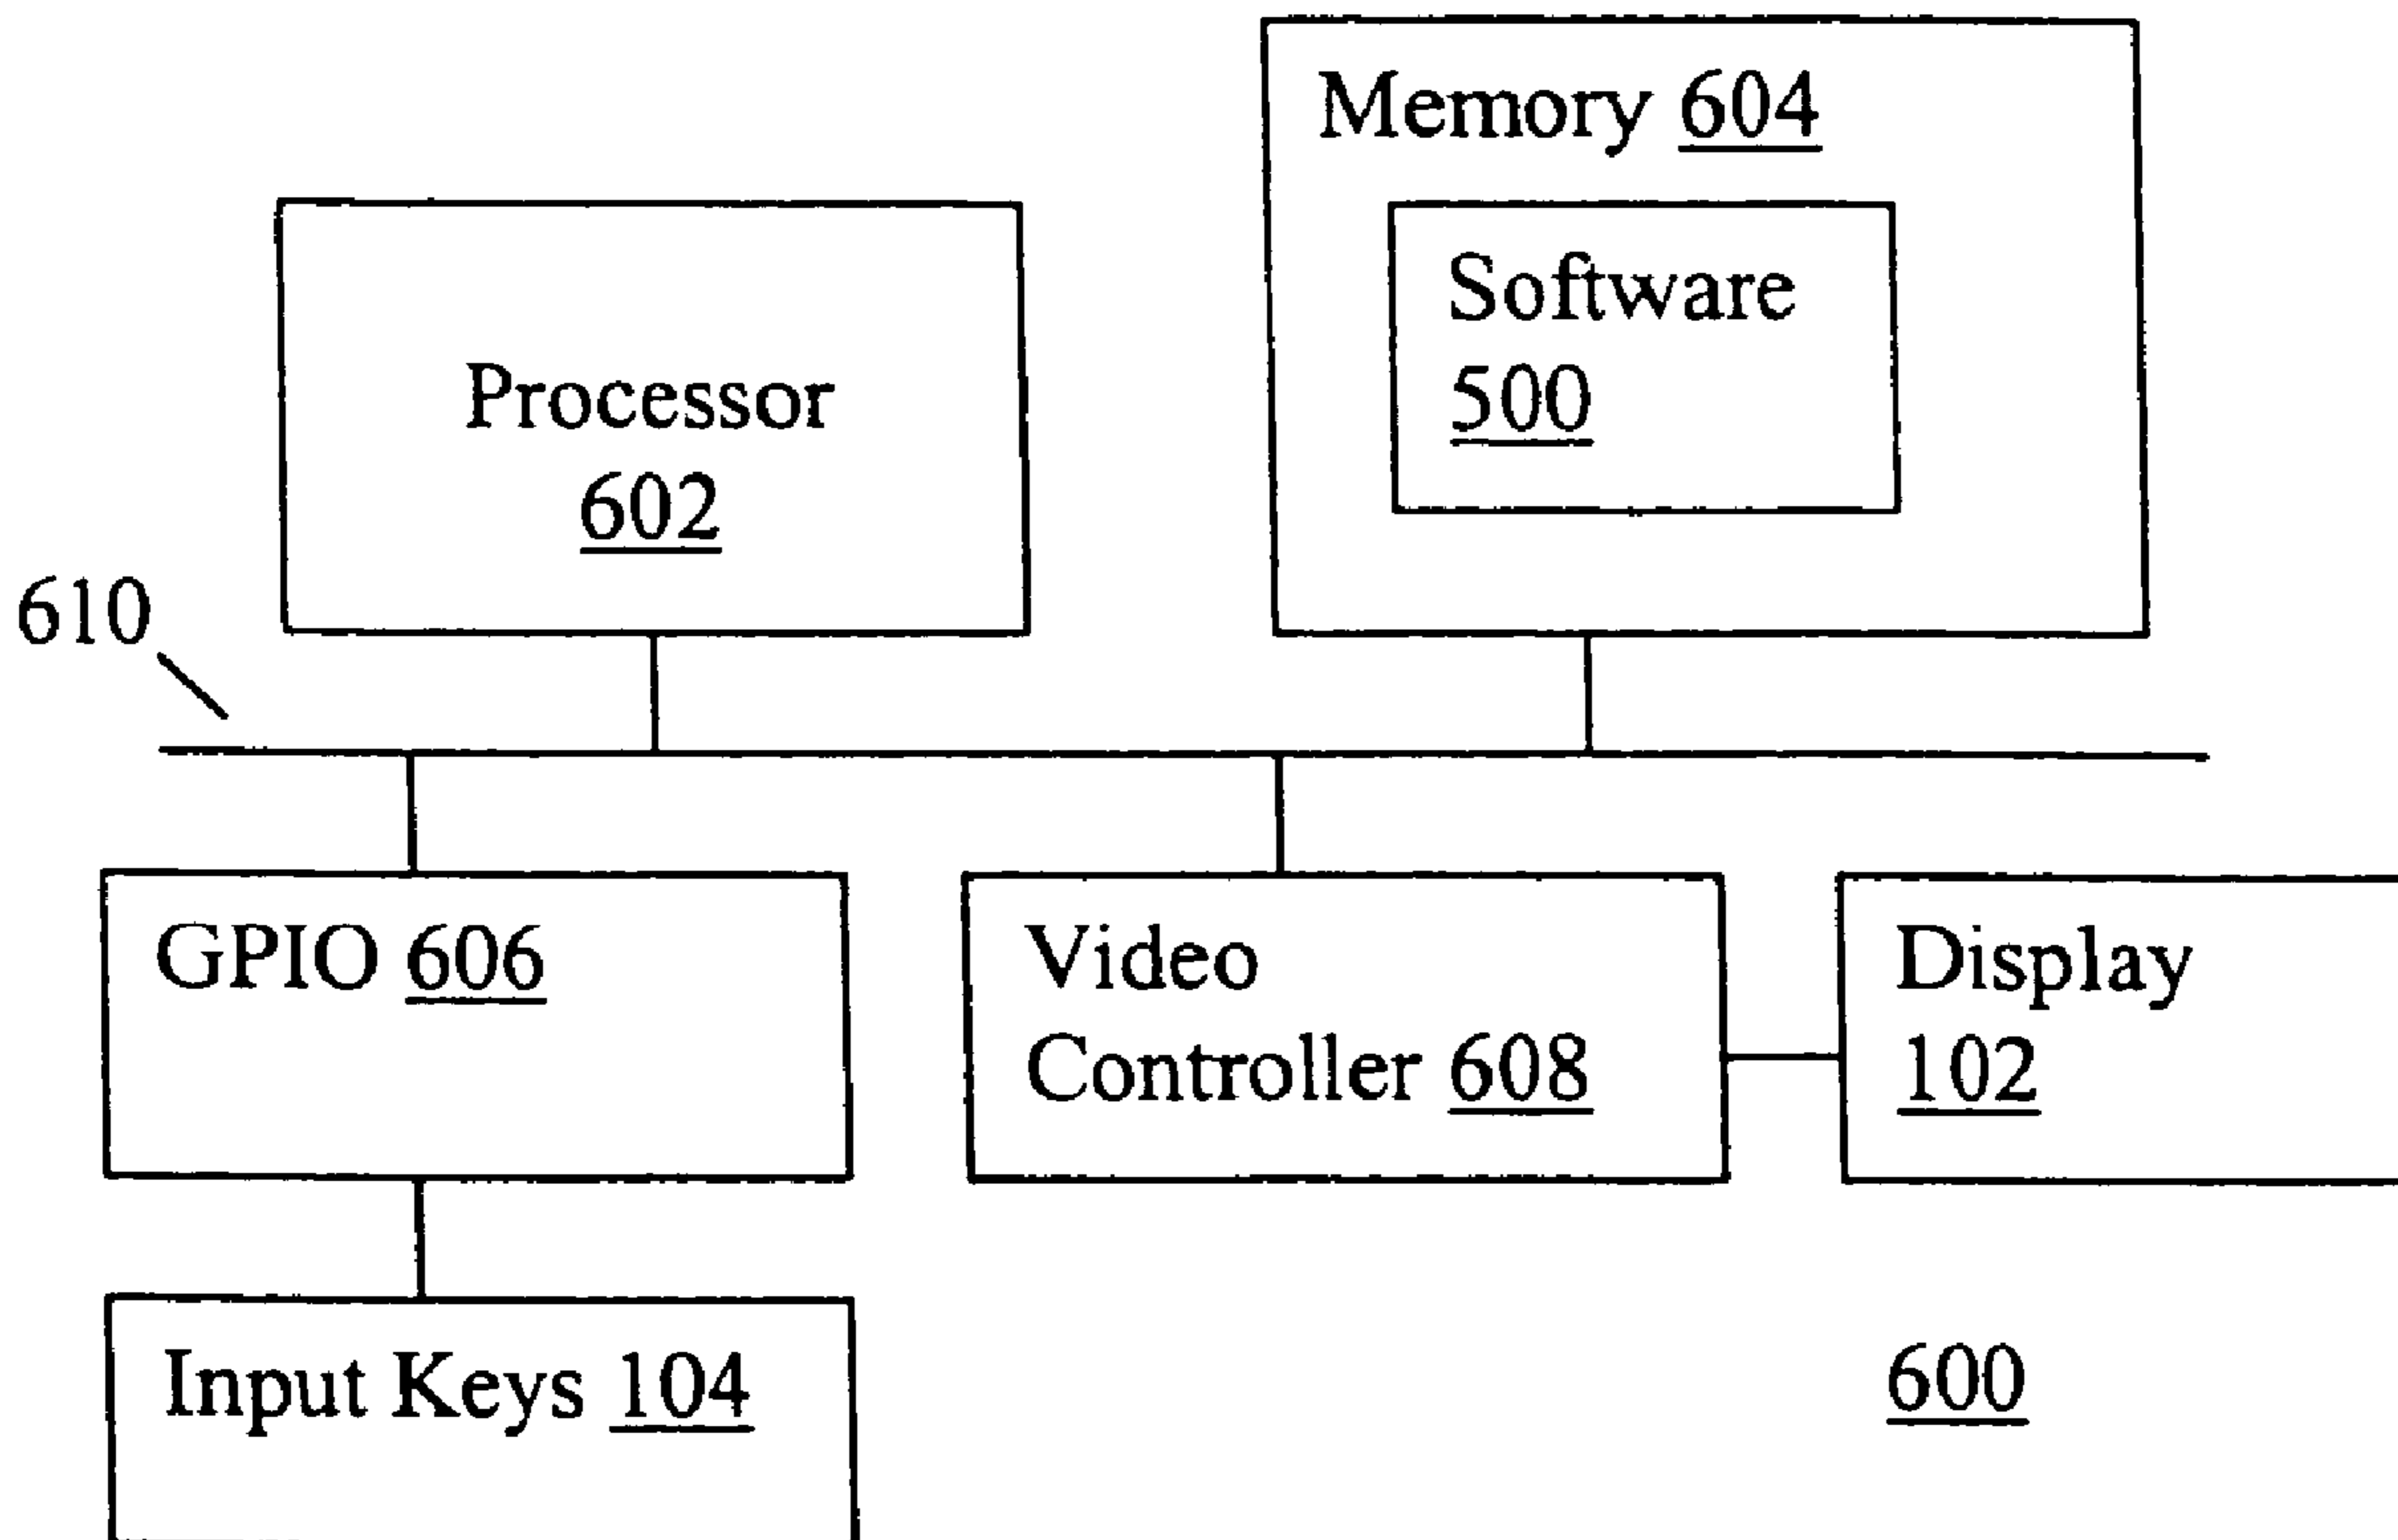 Memory 604
Software
500
Processor
602
610
GPIO 606
Video
Controller 608
Display
102
Input Keys 104
600